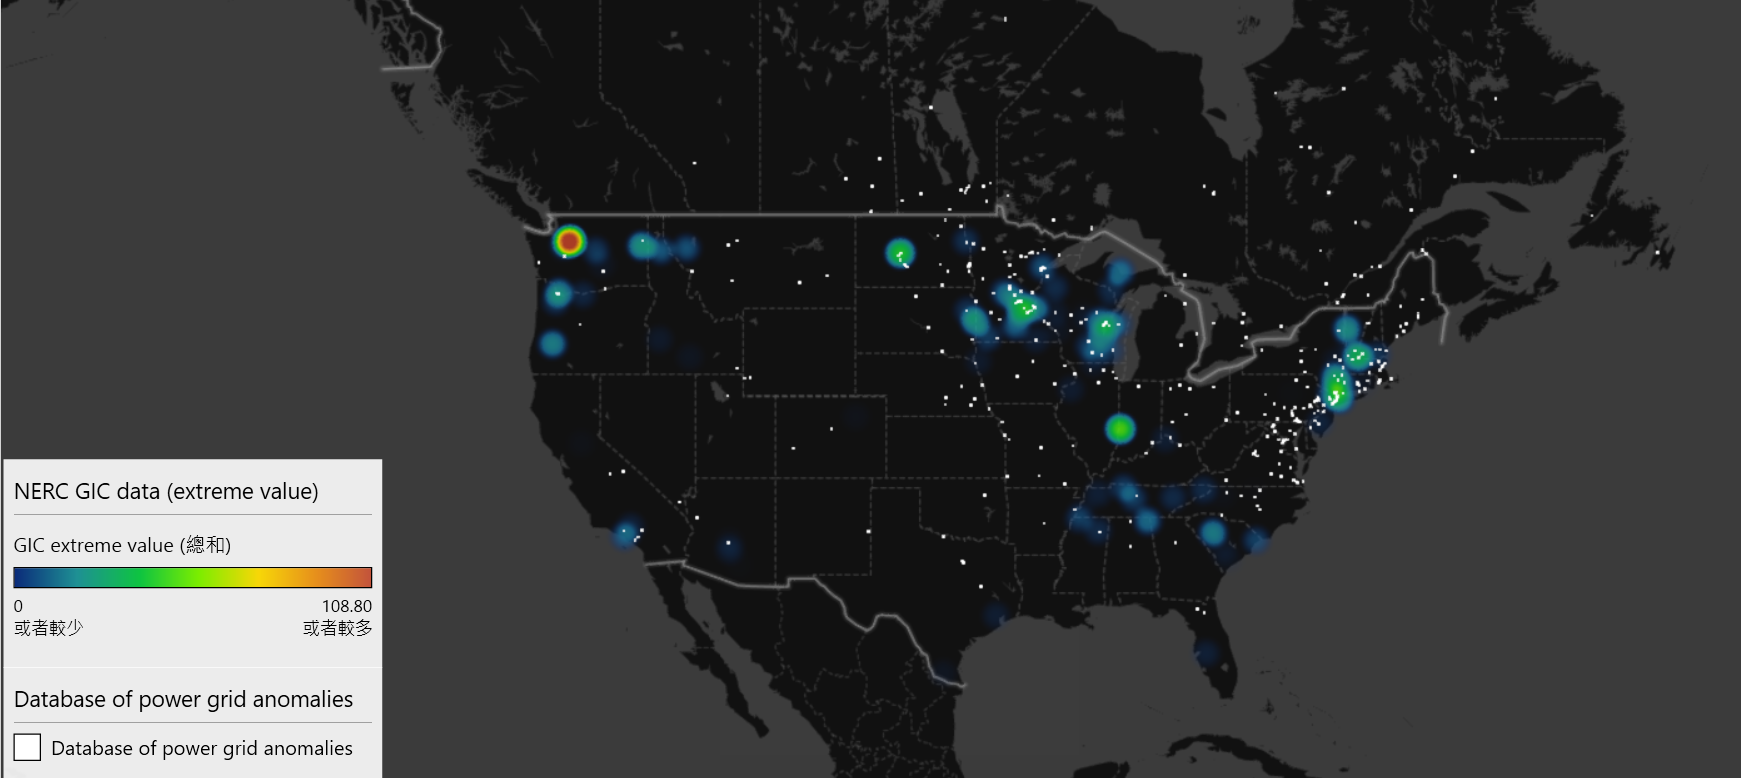 NERC GIC data (extreme value)
GIC extreme value (總和)
0 108.80
或者較少 或者較多
Database of power grid anomalies
Database of power grid anomalies